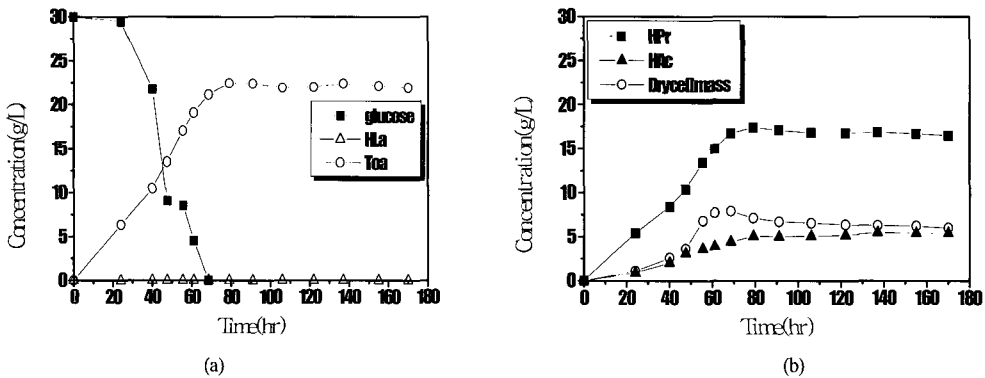 30
25
20
15
10
5
0
Concentration(g/L)
glucose
HLa
Toa
0 20 40 60 80 100 120 140 160 180
Time(hr)
(a)
30
25
20
15
10
5
0
Concentration(g/L)
HPr
HAc
Drycellmass
0 20 40 60 80 100 120 140 160 180
Time(hr)
(b)